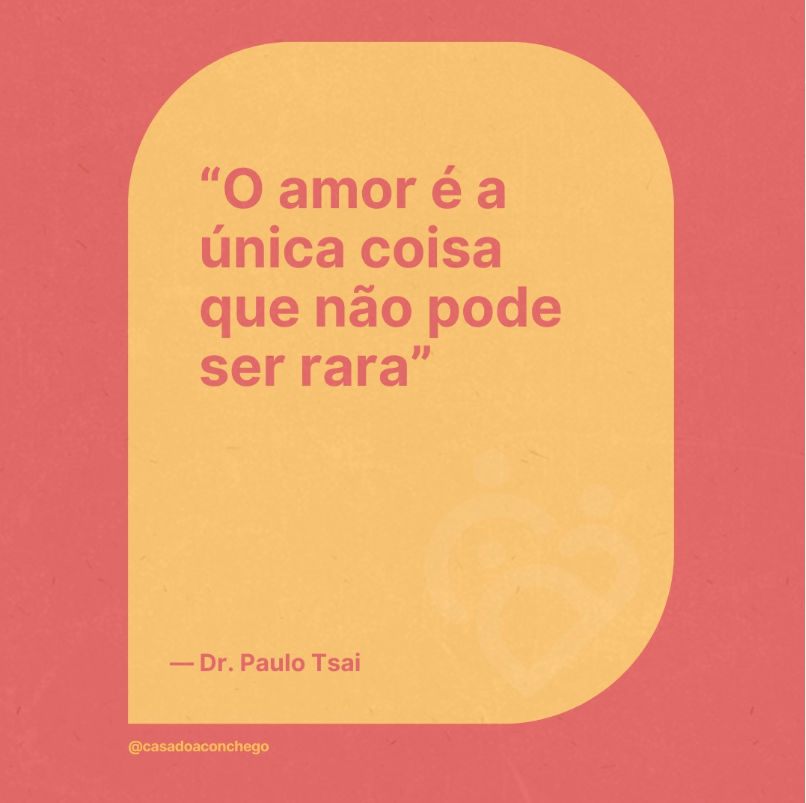 “O amor é a
única coisa
que não pode
ser rara”
— Dr. Paulo Tsai
@casadoaconchego